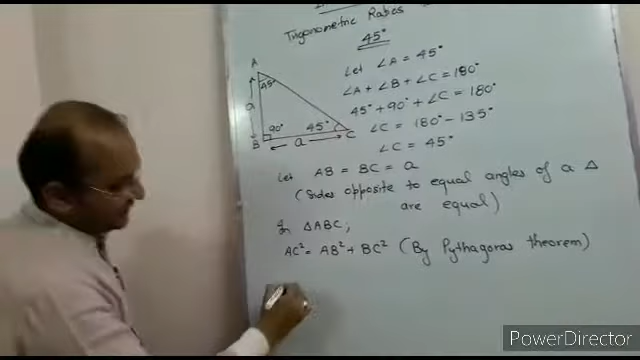 Trigonometric Ratios
45°
Let ∠A = 45°
∠A + ∠B + ∠C = 180°
45° + 90° + ∠C = 180°
∠C = 180° - 135°
∠C = 45°
A
45°
a
90°
45°
B
a
C
Let AB = BC = a
(Sides opposite to equal angles of a Δ
are equal)
In ΔABC;
AC² = AB² + BC² (By Pythagoras theorem)
PowerDirector